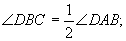 ∠DBC = 1/2 ∠DAB;